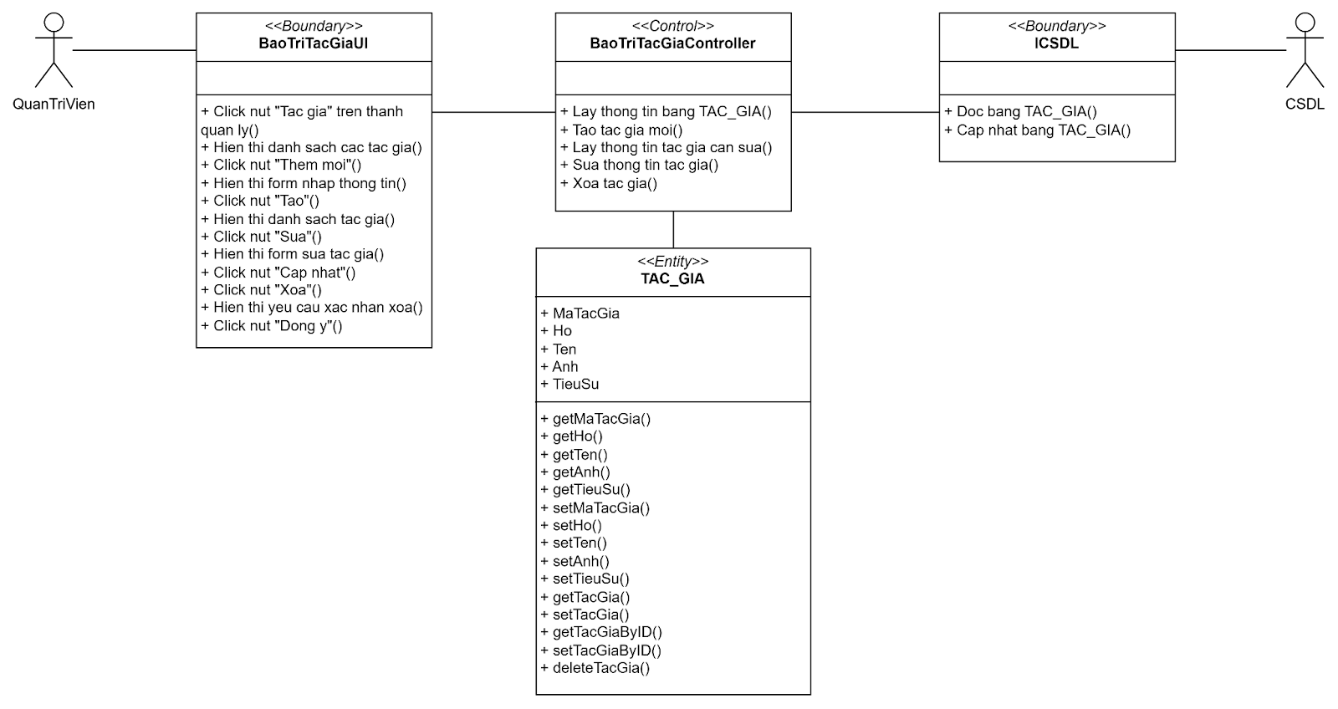 QuanTriVien
<<Boundary>>
BaoTriTacGiaUI
+ Click nut "Tac gia" tren thanh
quan ly()
+ Hien thi danh sach cac tac gia()
+ Click nut "Them moi"()
+ Hien thi form nhap thong tin()
+ Click nut "Tao"()
+ Hien thi danh sach tac gia()
+ Click nut "Sua"()
+ Hien thi form sua tac gia()
+ Click nut "Cap nhat"()
+ Click nut "Xoa"()
+ Hien thi yeu cau xac nhan xoa()
+ Click nut "Dong y"()
<<Control>>
BaoTriTacGiaController
+ Lay thong tin bang TAC_GIA()
+ Tao tac gia moi()
+ Lay thong tin tac gia can sua()
+ Sua thong tin tac gia()
+ Xoa tac gia()
<<Boundary>>
ICSDL
+ Doc bang TAC_GIA()
+ Cap nhat bang TAC_GIA()
CSDL
<<Entity>>
TAC_GIA
+ MaTacGia
+ Ho
+ Ten
+ Anh
+ TieuSu
+ getMaTacGia()
+ getHo()
+ getTen()
+ getAnh()
+ getTieuSu()
+ setMaTacGia()
+ setHo()
+ setTen()
+ setAnh()
+ setTieuSu()
+ getTacGia()
+ setTacGia()
+ getTacGiaByID()
+ setTacGiaByID()
+ deleteTacGia()